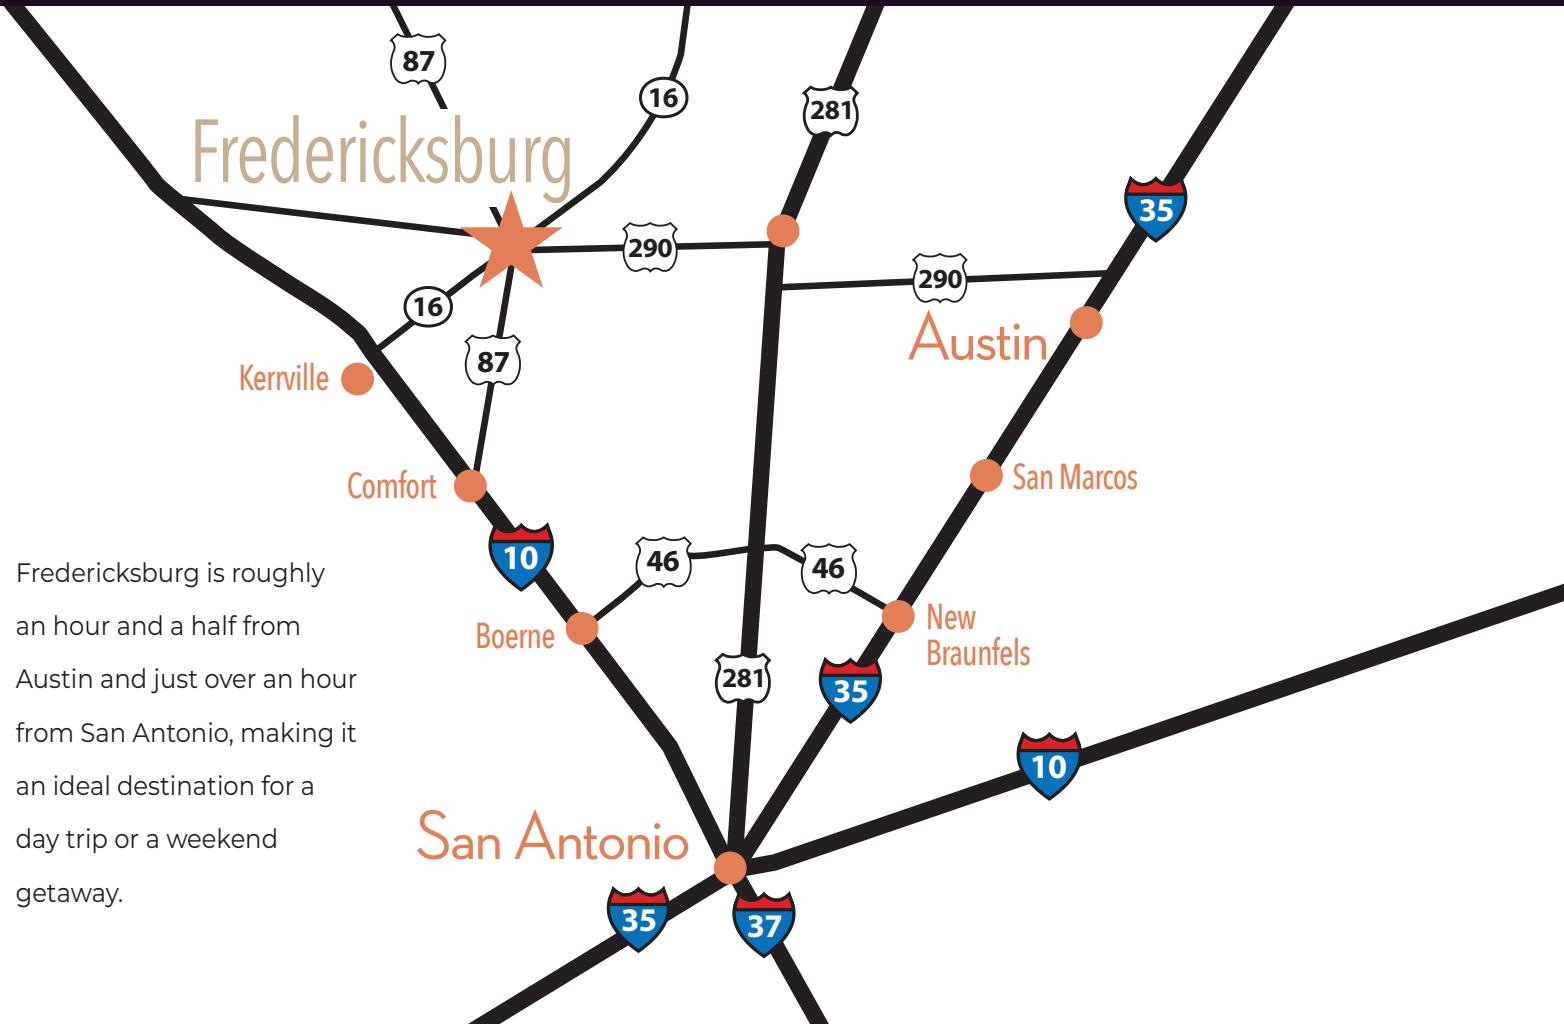 87
16
281
Fredericksburg
35
290
290
16
Austin
87
Kerrville
San Marcos
Comfort
10
46
46
Fredericksburg is roughly
an hour and a half from
Austin and just over an hour
from San Antonio, making it
an ideal destination for a
day trip or a weekend
getaway.
Boerne
New
Braunfels
281
35
10
San Antonio
35
37